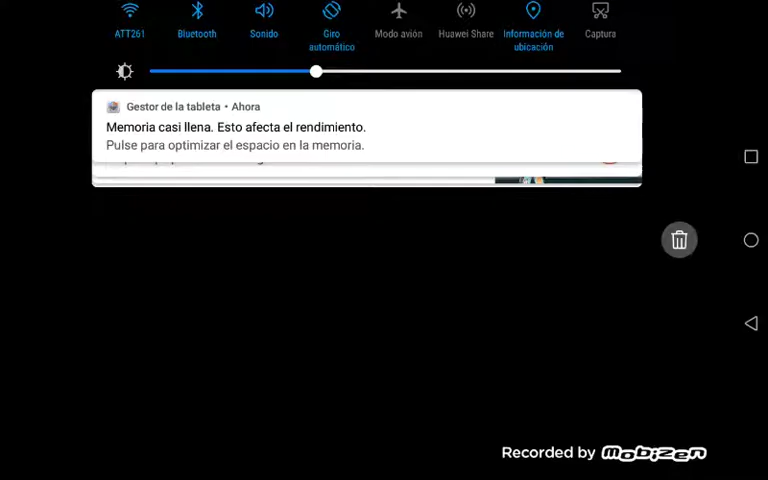 ATT261
Bluetooth
Sonido
Giro
automático
Modo avión
Huawei Share
Información de
ubicación
Captura
Gestor de la tableta • Ahora
Memoria casi llena. Esto afecta el rendimiento.
Pulse para optimizar el espacio en la memoria.
Recorded by Mobizen